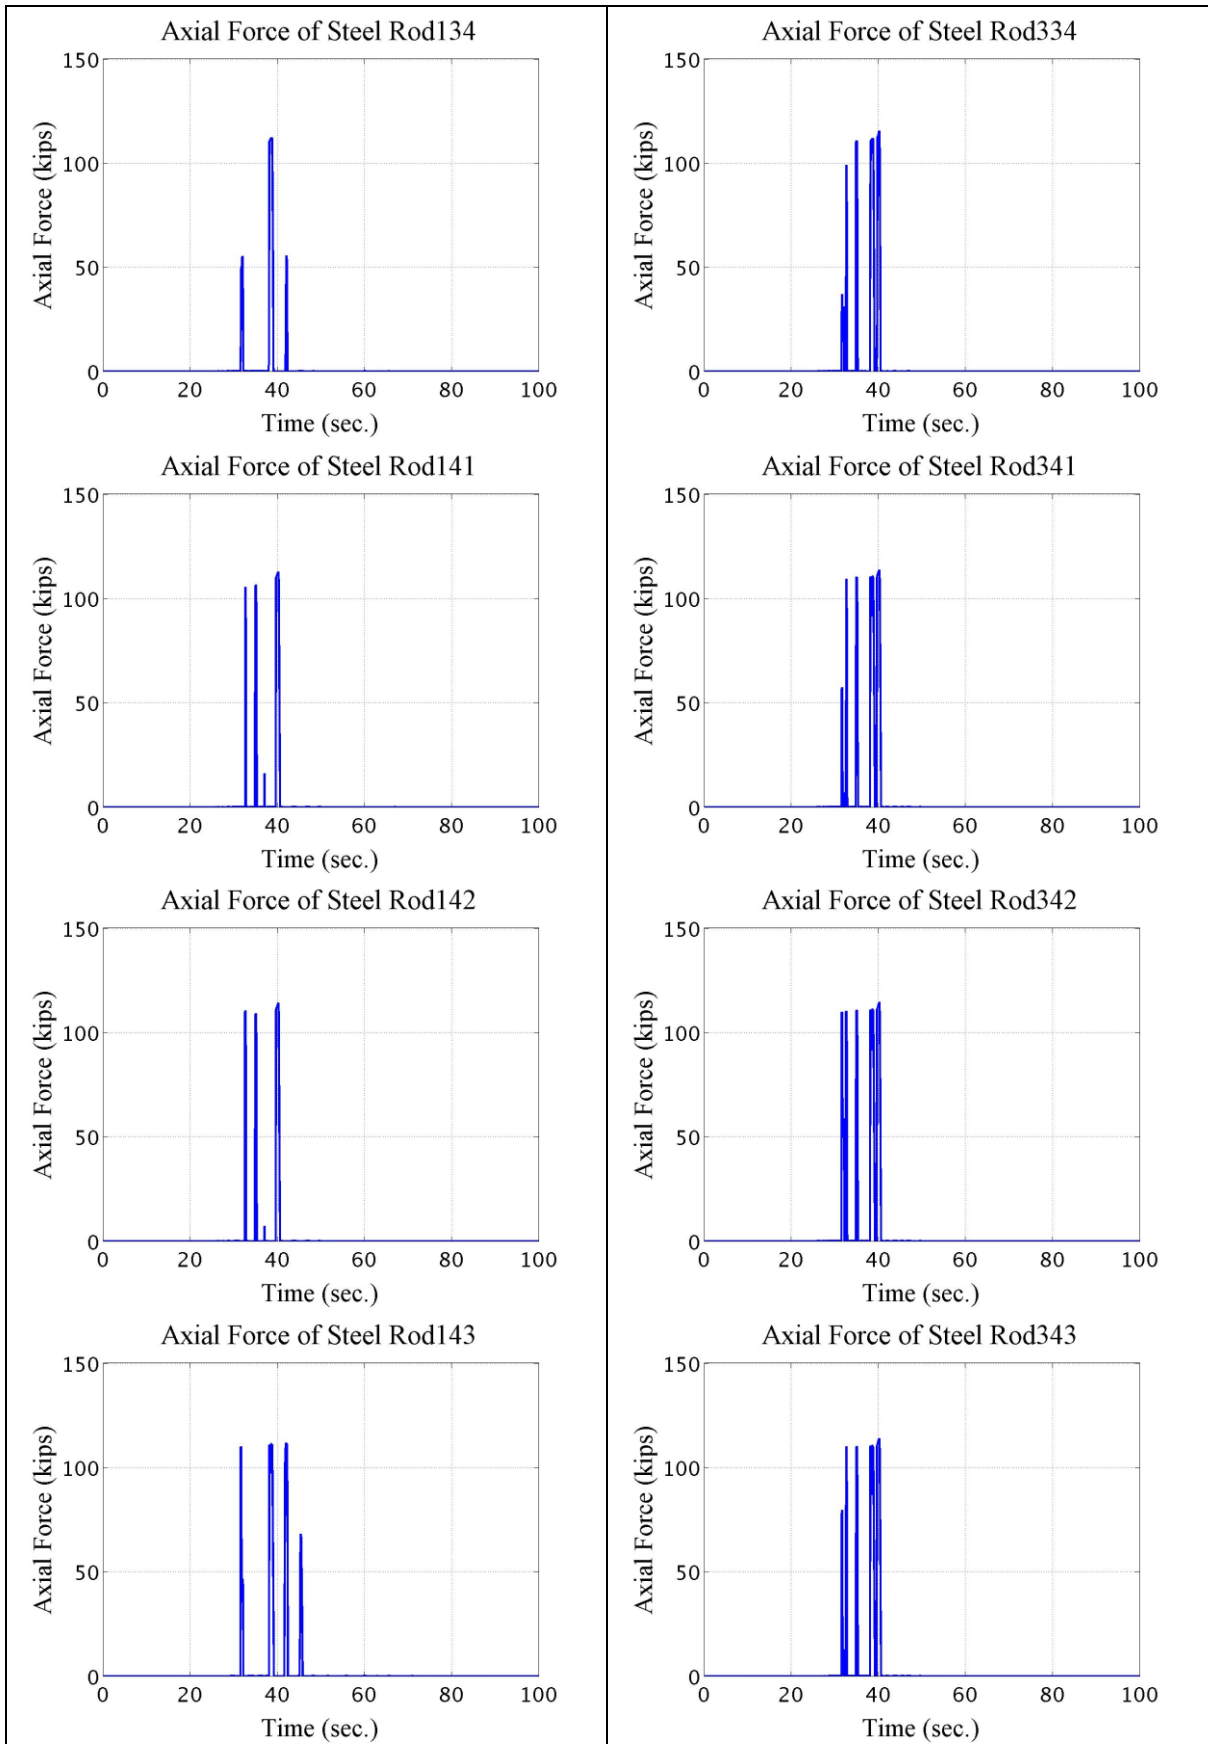 Axial Force of Steel Rod134
150
100
50
0
0 20 40 60 80 100
Axial Force (kips)
Time (sec.)
Axial Force of Steel Rod334
150
100
50
0
0 20 40 60 80 100
Axial Force (kips)
Time (sec.)
Axial Force of Steel Rod141
150
100
50
0
0 20 40 60 80 100
Axial Force (kips)
Time (sec.)
Axial Force of Steel Rod341
150
100
50
0
0 20 40 60 80 100
Axial Force (kips)
Time (sec.)
Axial Force of Steel Rod142
150
100
50
0
0 20 40 60 80 100
Axial Force (kips)
Time (sec.)
Axial Force of Steel Rod342
150
100
50
0
0 20 40 60 80 100
Axial Force (kips)
Time (sec.)
Axial Force of Steel Rod143
150
100
50
0
0 20 40 60 80 100
Axial Force (kips)
Time (sec.)
Axial Force of Steel Rod343
150
100
50
0
0 20 40 60 80 100
Axial Force (kips)
Time (sec.)